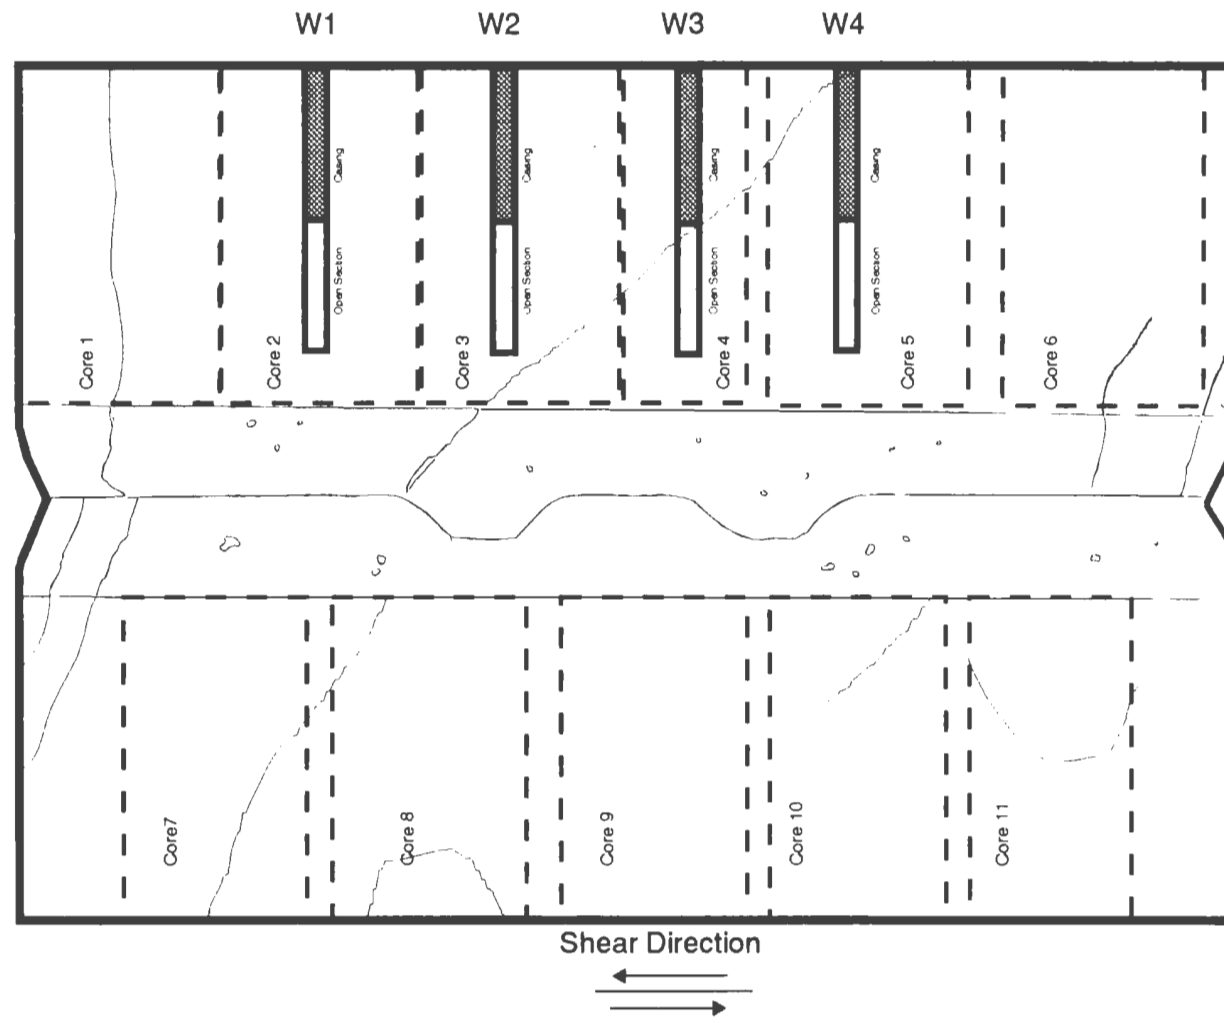 W1 W2 W3 W4
Casing Casing Casing Casing
Open Section Open Section Open Section Open Section
Core 1 Core 2 Core 3 Core 4 Core 5 Core 6
Core7 Core 8 Core 9 Core 10 Core 11
Shear Direction